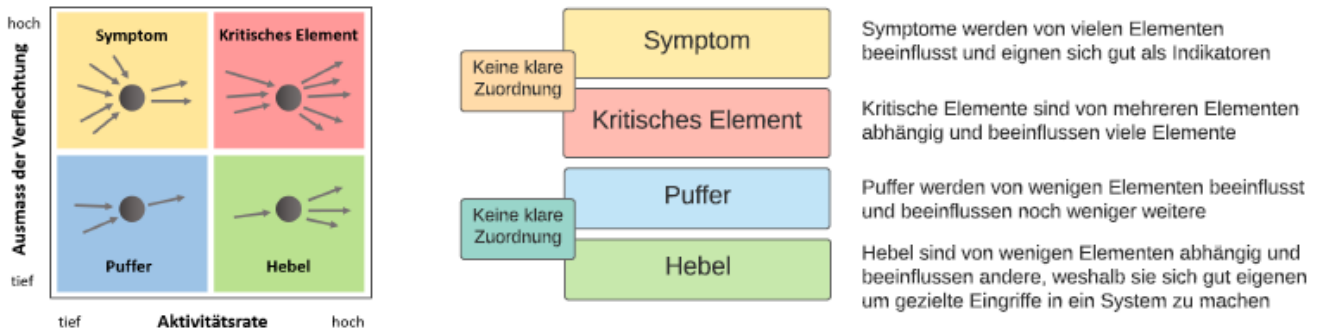 hoch
Ausmass der Verflechtung
tief
Symptom
Kritisches Element
Puffer
Hebel
tief
Aktivitätsrate
hoch
Keine klare
Zuordnung
Keine klare
Zuordnung
Symptom
Kritisches Element
Puffer
Hebel
Symptome werden von vielen Elementen
beeinflusst und eignen sich gut als Indikatoren
Kritische Elemente sind von mehreren Elementen
abhängig und beeinflussen viele Elemente
Puffer werden von wenigen Elementen beeinflusst
und beeinflussen noch weniger weitere
Hebel sind von wenigen Elementen abhängig und
beeinflussen andere, weshalb sie sich gut eigenen
um gezielte Eingriffe in ein System zu machen